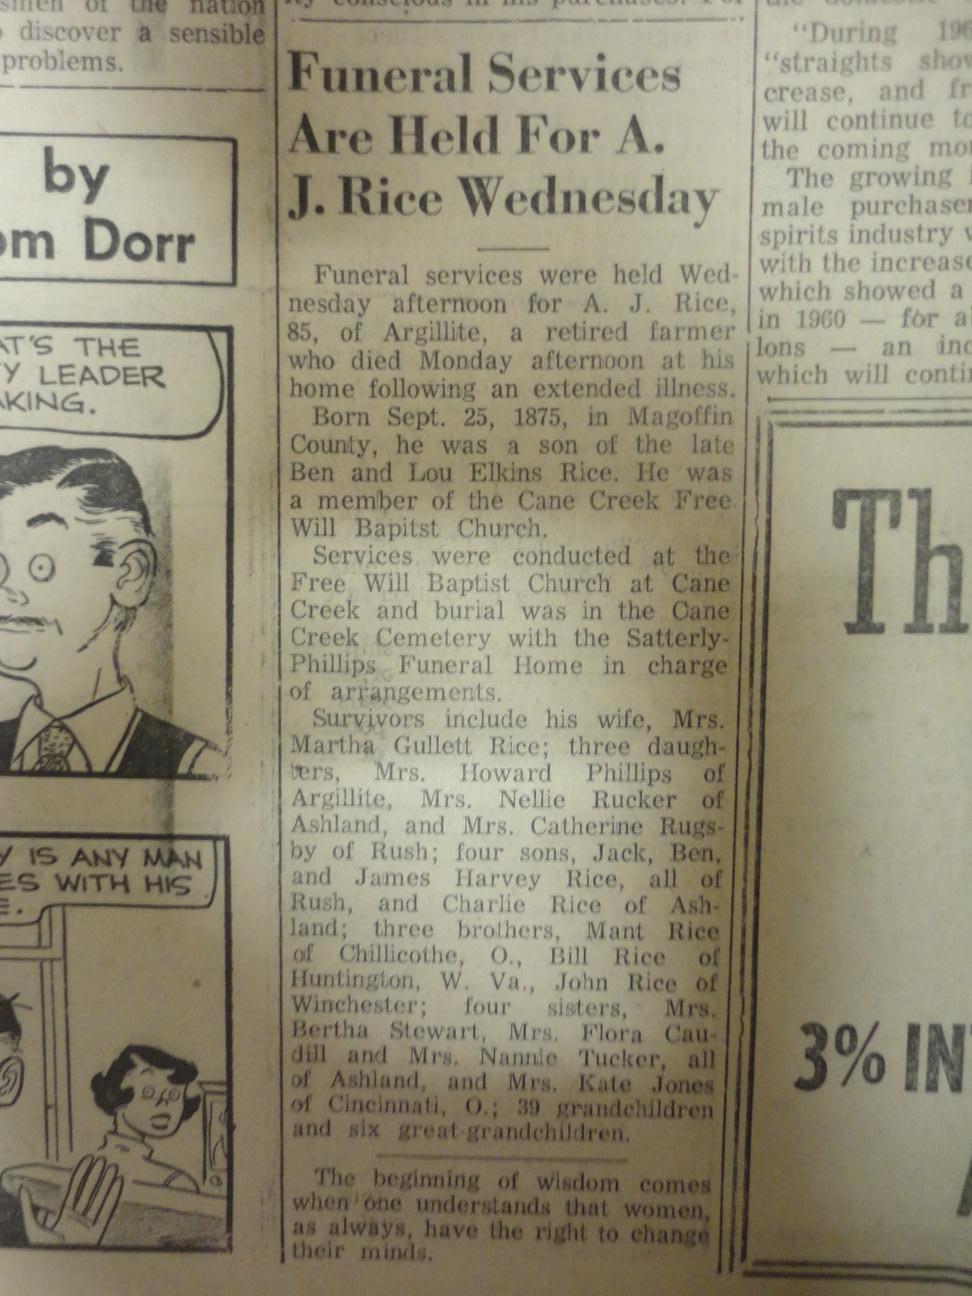 of the nation
discover a sensible
problems.
by
Dorr
THE
LEADER
IS ANY MAN
WITH HIS
Funeral Services
Are Held For A.
J. Rice Wednesday
Funeral services were held Wed-
nesday afternoon for A. J. Rice,
85, of Argillite, a retired farmer
who died Monday afternoon at his
home following an extended illness.
Born Sept. 25, 1875, in Magoffin
County, he was a son of the late
Ben and Lou Elkins Rice. He was
a member of the Cane Creek Free
Will Bapitst Church.
Services were conducted at the
Free Will Baptist Church at Cane
Creek and burial was in the Cane
Creek Cemetery with the Satterly-
Phillips Funeral Home in charge
of arrangements.
Survivors include his wife, Mrs.
Martha Gullett Rice; three daugh-
ters, Mrs. Howard Phillips of
Argillite, Mrs. Nellie Rucker of
Ashland, and Mrs. Catherine Rugs-
by of Rush; four sons, Jack, Ben,
and James Harvey Rice, all of
Rush, and Charlie Rice of Ash-
land; three brothers, Mant Rice
of Chillicothe, O., Bill Rice of
Huntington, W. Va., John Rice of
Winchester; four sisters, Mrs.
Bertha Stewart, Mrs. Flora Cau-
dill and Mrs. Nannie Tucker, all
of Ashland, and Mrs. Kate Jones
of Cincinnati, O.; 39 grandchildren
and six great-grandchildren.
The beginning of wisdom comes
when one understands that women,
as always, have the right to change
their minds.
"During
"straights
crease, and
will continue
the coming
The growing
male
spirits industry
with the increase
which showed a
in 1960 — for
lons — an
which will
Th
3% IN